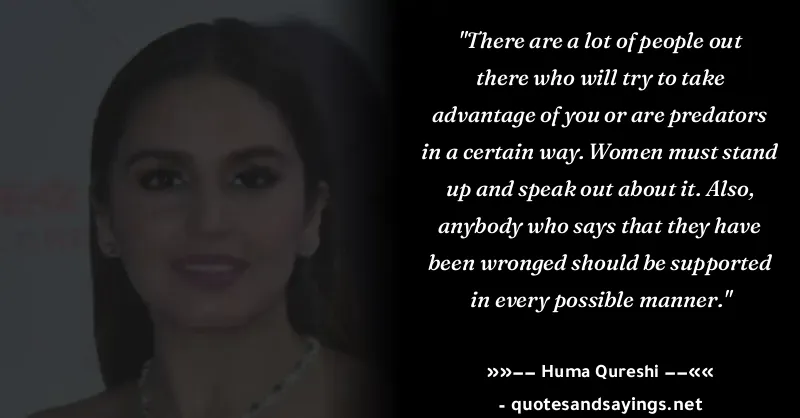 "There are a lot of people out
there who will try to take
advantage of you or are predators
in a certain way. Women must stand
up and speak out about it. Also,
anybody who says that they have
been wronged should be supported
in every possible manner."
»»–– Huma Qureshi ––««
- quotesandsayings.net